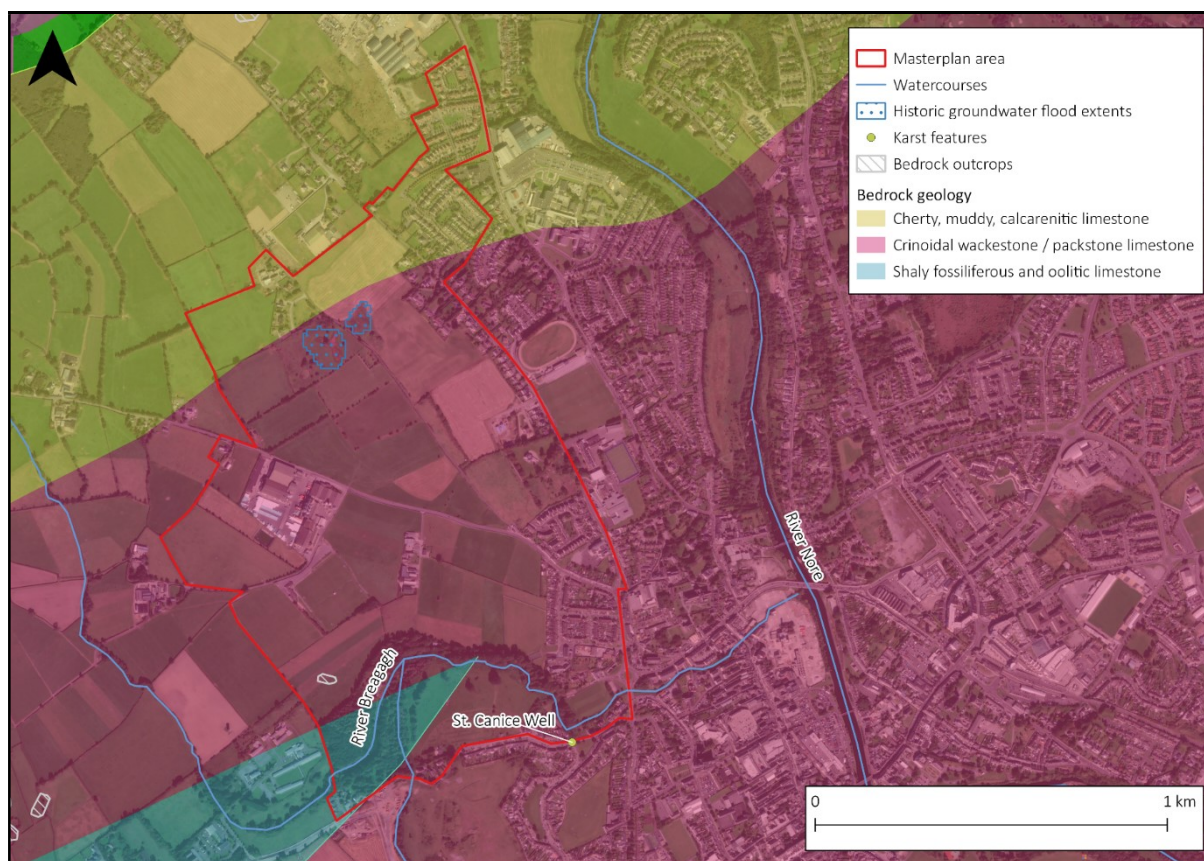 Masterplan area
Watercourses
Historic groundwater flood extents
Karst features
Bedrock outcrops
Bedrock geology
Cherty, muddy, calcarenitic limestone
Crinoidal wackestone / packstone limestone
Shaly fossiliferous and oolitic limestone
River Nore
River Breagagh
St. Canice Well
0
1 km